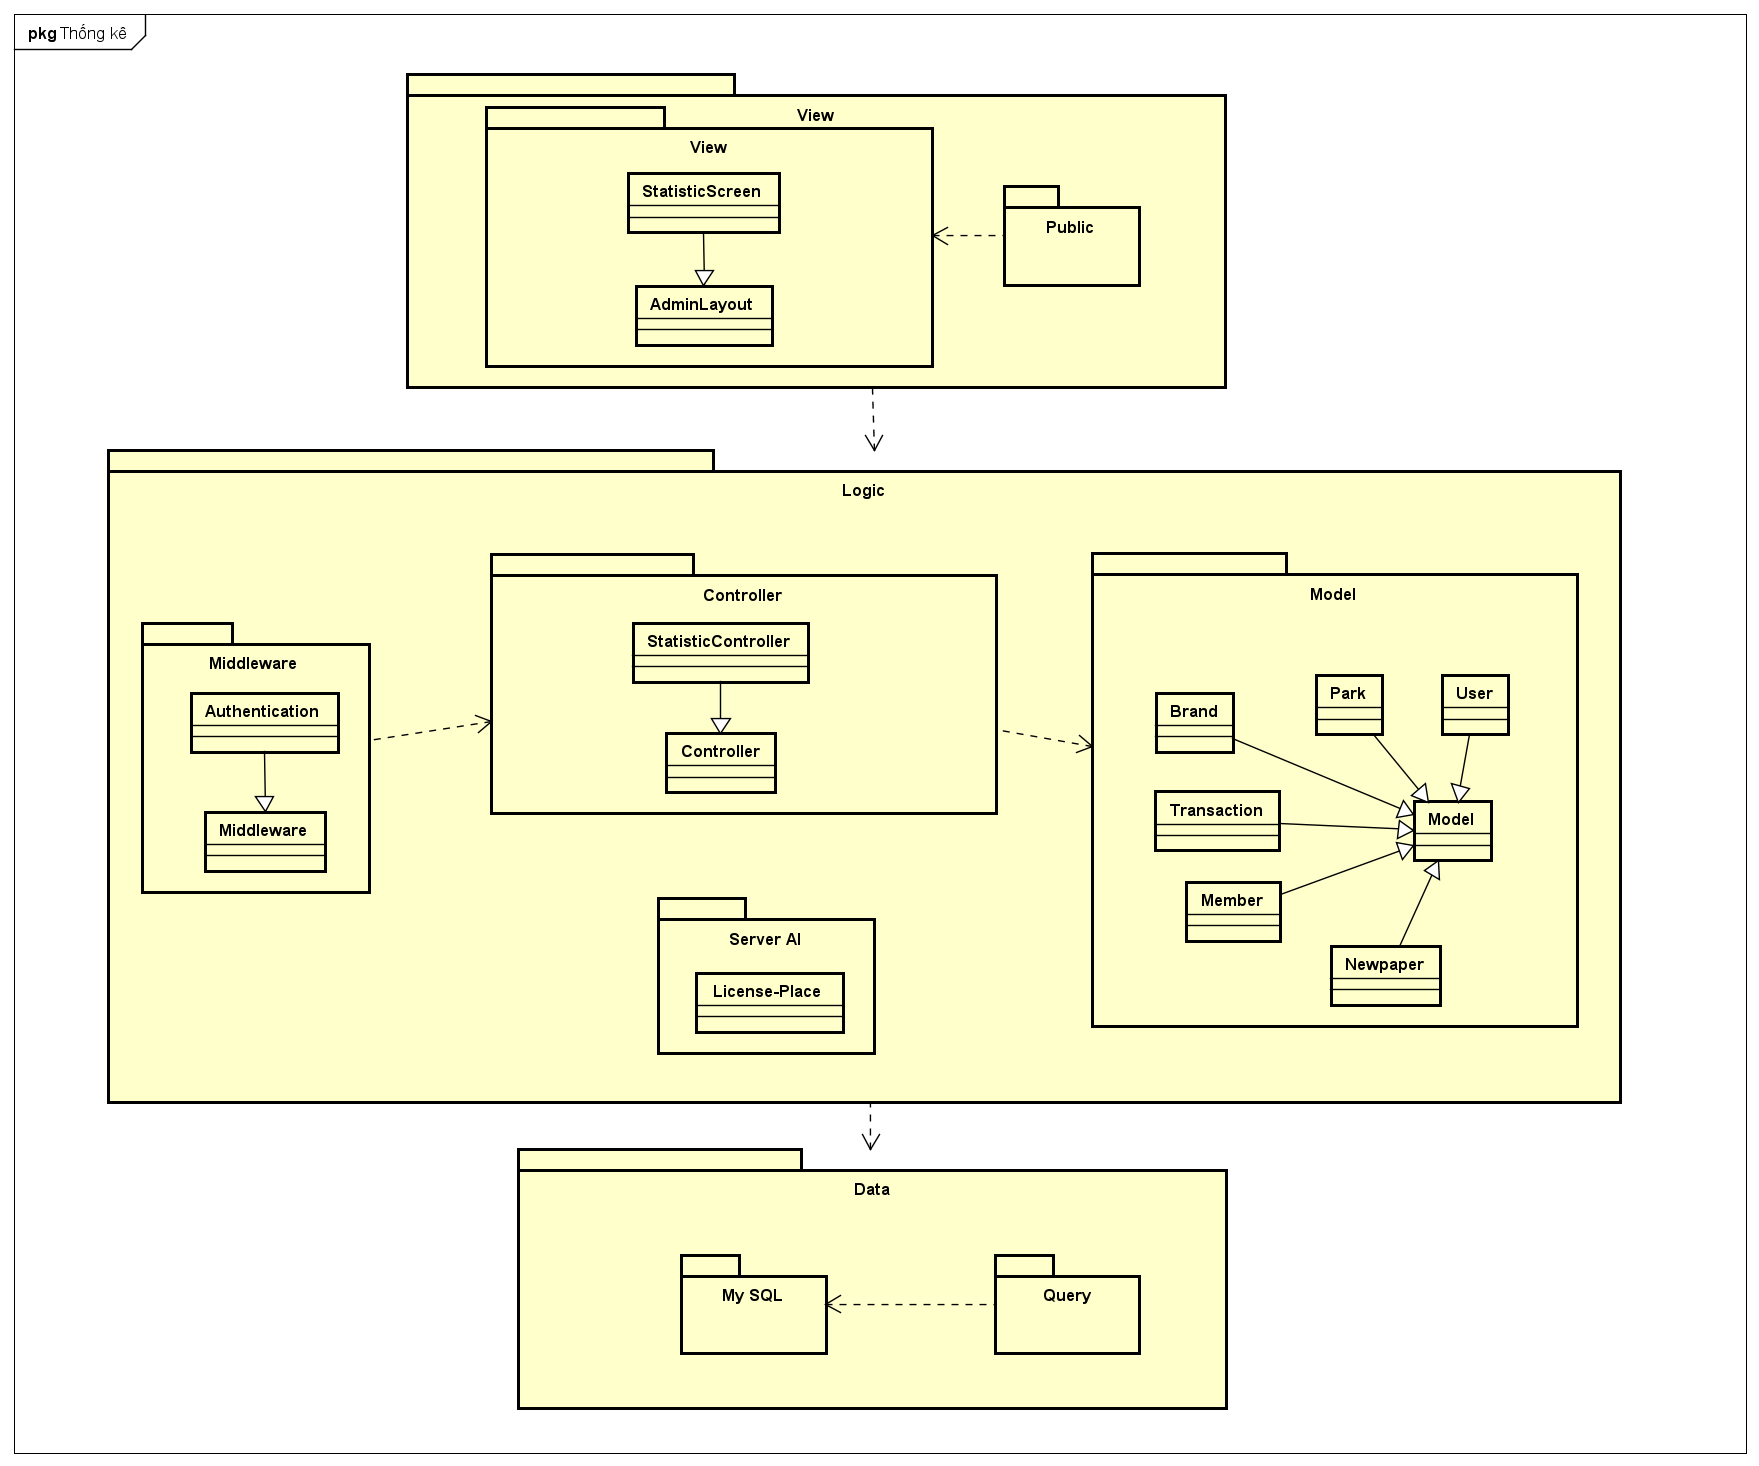 pkg Thống kê
View
View
StatisticScreen
Public
AdminLayout
Logic
Controller
Model
StatisticController
Middleware
Park
User
Authentication
Brand
Controller
Transaction
Model
Middleware
Member
Server AI
Newpaper
License-Place
Data
My SQL
Query